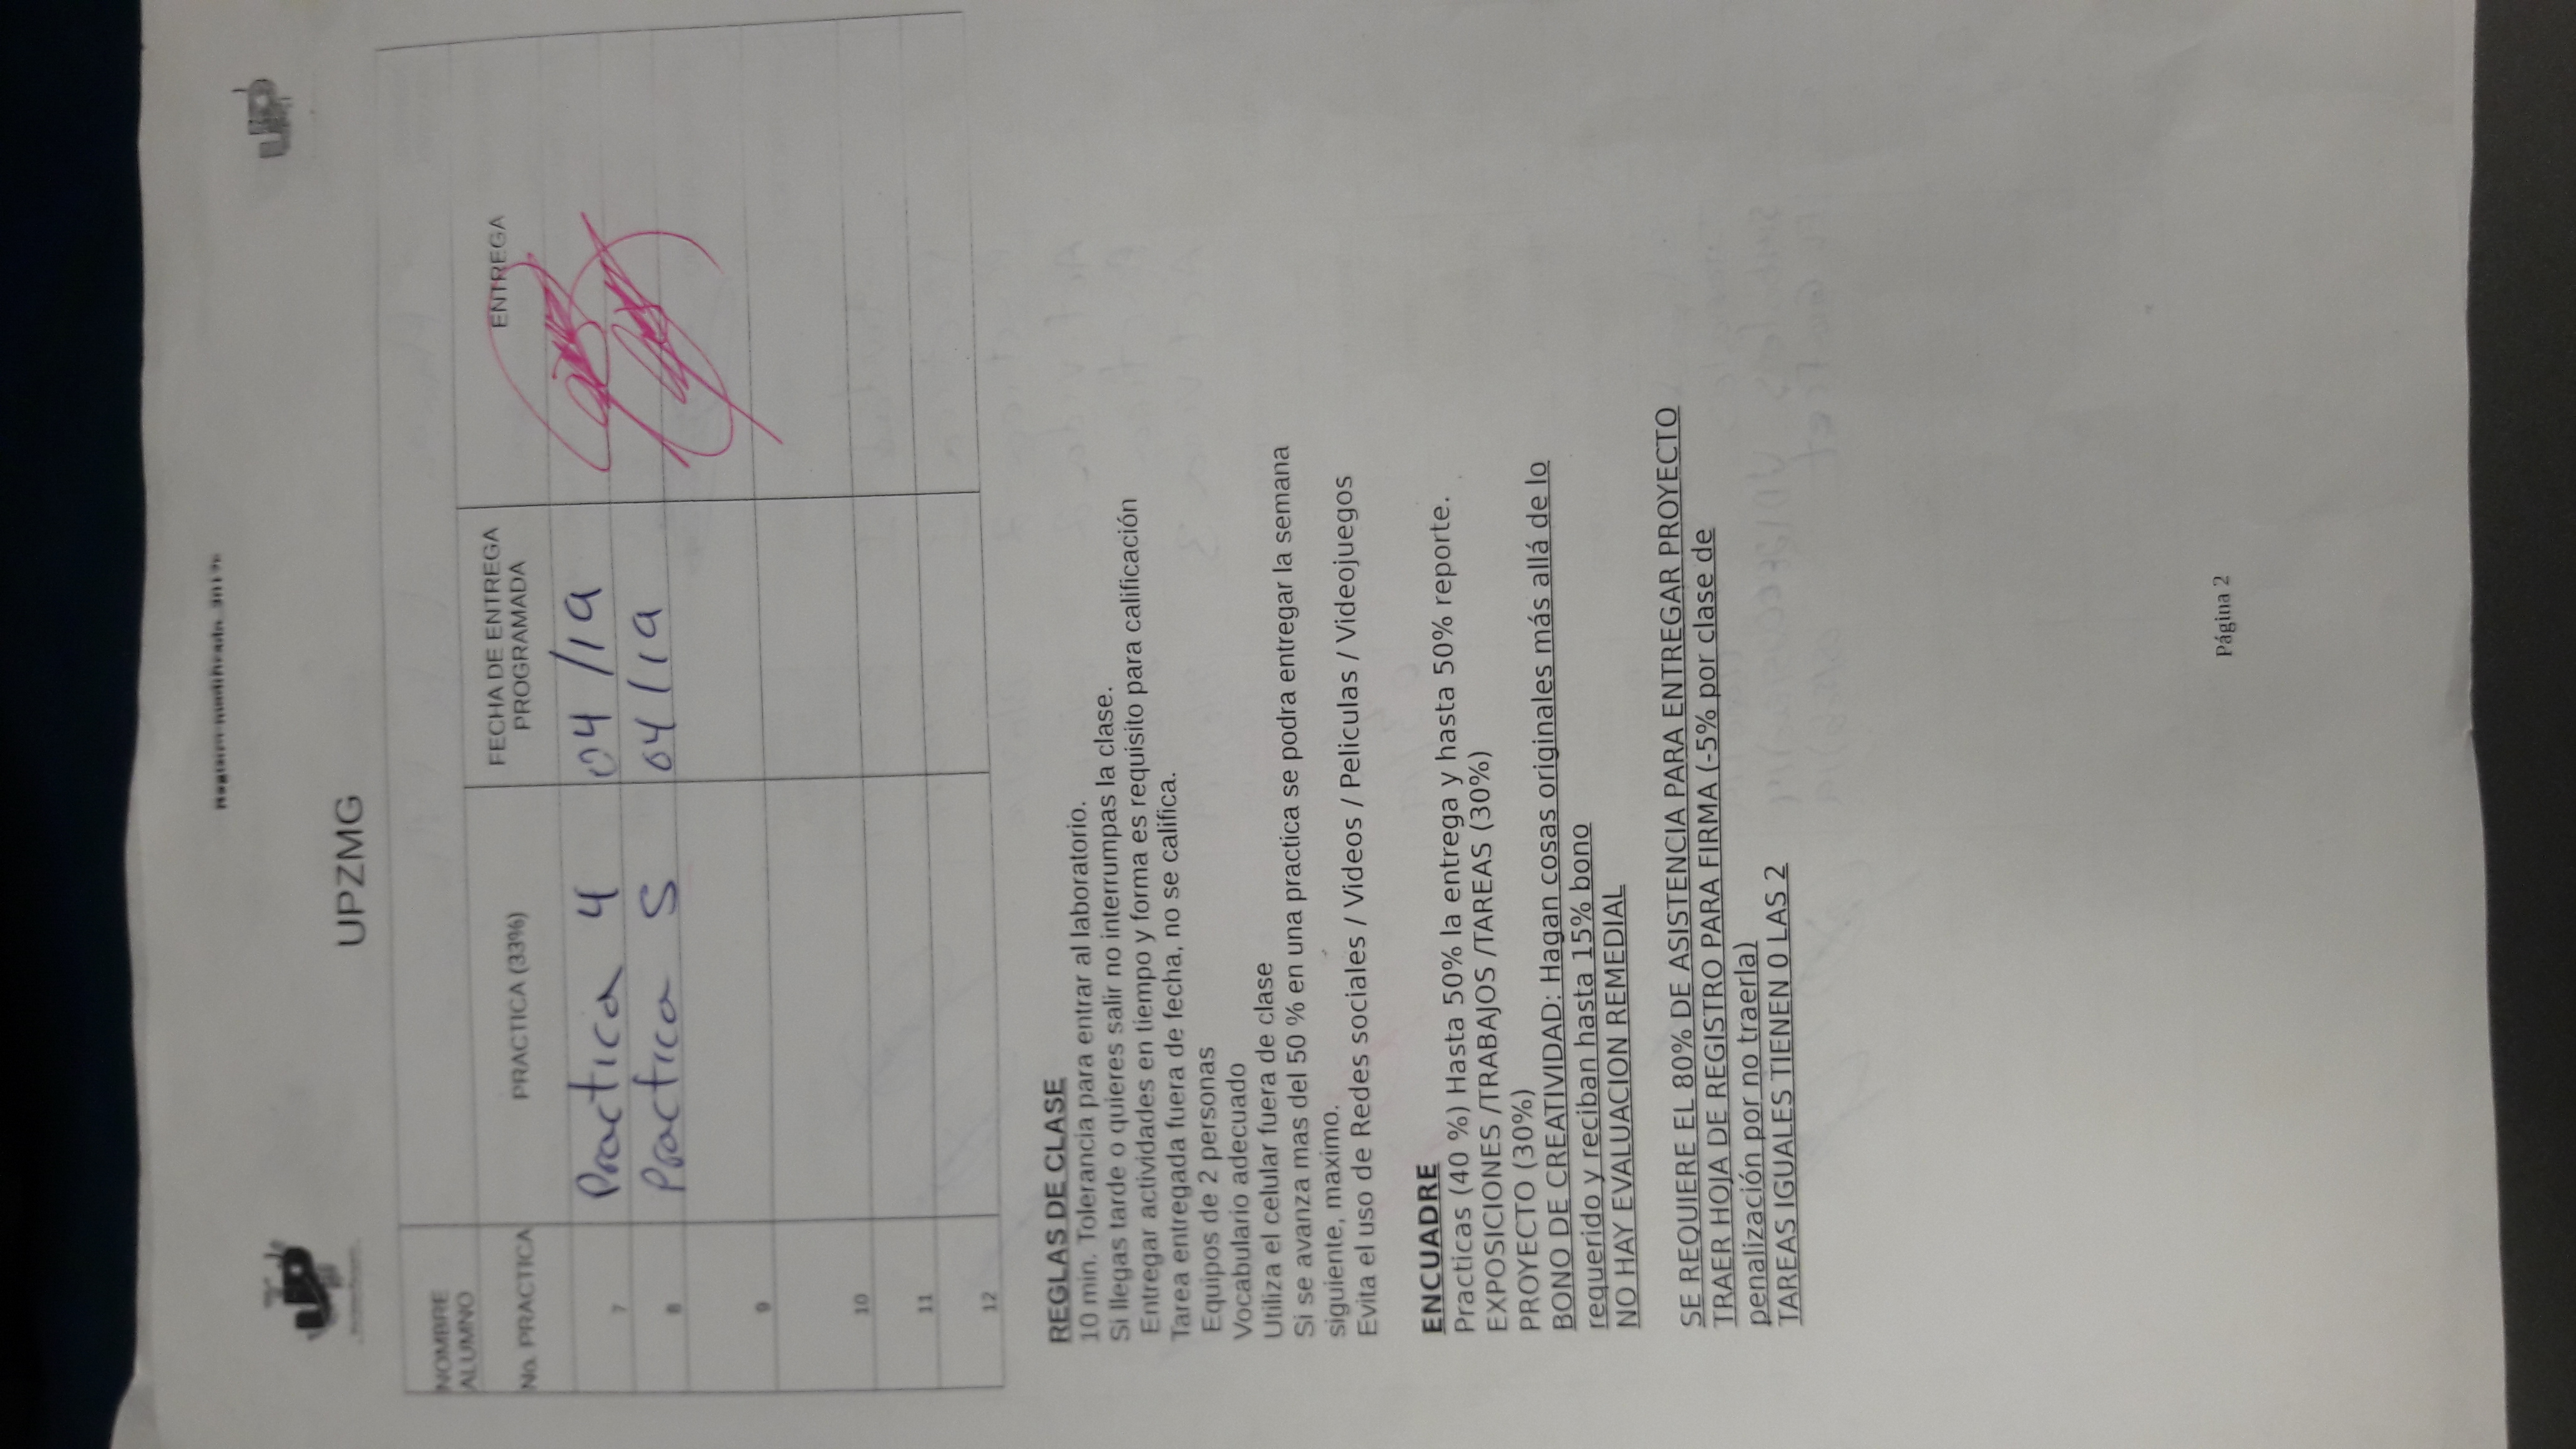 UPZMG
NOMBRE
ALUMNO
No. PRACTICA
PRACTICA (33%)
FECHA DE ENTREGA
PROGRAMADA
ENTREGA
7 Practica 4 04/19
8 Practica 5 04/19
9
10
11
12
REGLAS DE CLASE
10 min. Tolerancia para entrar al laboratorio.
Si llegas tarde o quieres salir no interrumpas la clase.
Entregar actividades en tiempo y forma es requisito para calificación
Tarea entregada fuera de fecha, no se califica.
Equipos de 2 personas
Vocabulario adecuado
Utiliza el celular fuera de clase
Si se avanza mas del 50 % en una practica se podra entregar la semana
siguiente, maximo.
Evita el uso de Redes sociales / Videos / Peliculas / Videojuegos
ENCUADRE
Practicas (40 %) Hasta 50% la entrega y hasta 50% reporte.
EXPOSICIONES /TRABAJOS /TAREAS (30%)
PROYECTO (30%)
BONO DE CREATIVIDAD: Hagan cosas originales más allá de lo
requerido y reciban hasta 15% bono
NO HAY EVALUACION REMEDIAL
SE REQUIERE EL 80% DE ASISTENCIA PARA ENTREGAR PROYECTO
TRAER HOJA DE REGISTRO PARA FIRMA (-5% por clase de
penalización por no traerla)
TAREAS IGUALES TIENEN 0 LAS 2
Página 2